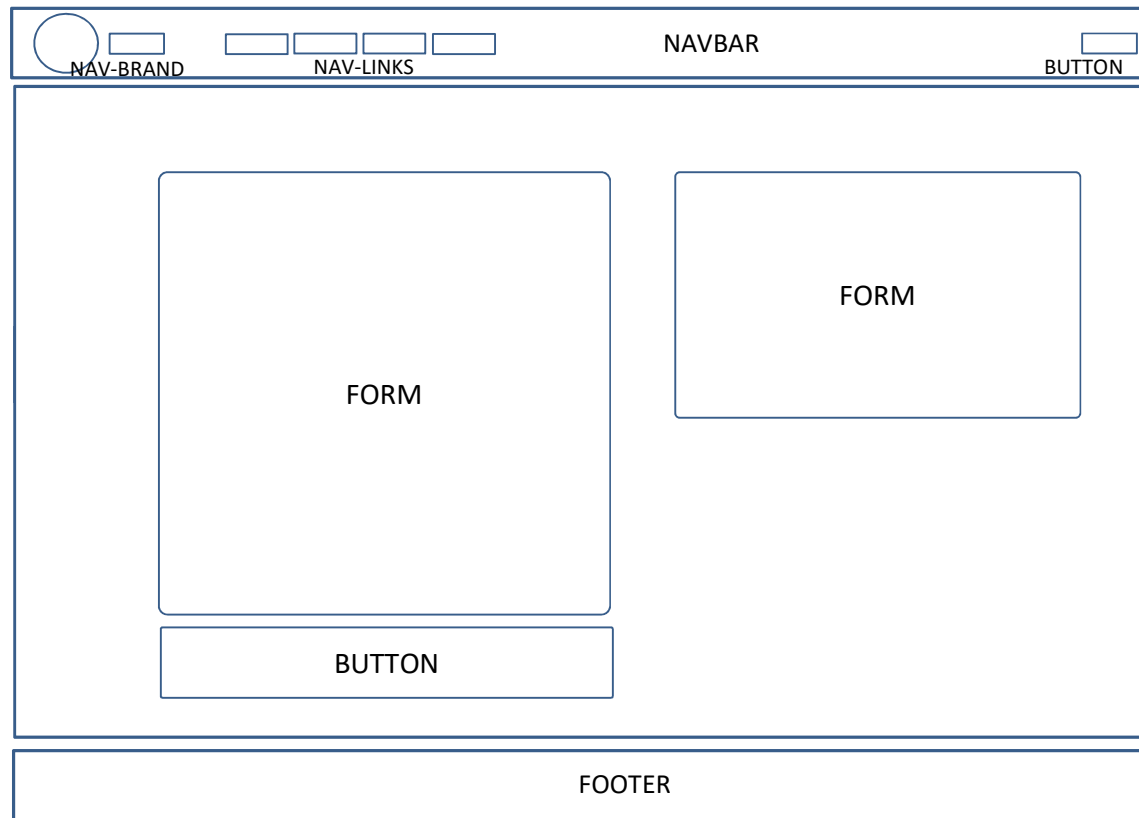 NAVBAR
NAV-BRAND
NAV-LINKS
BUTTON
FORM
FORM
BUTTON
FOOTER